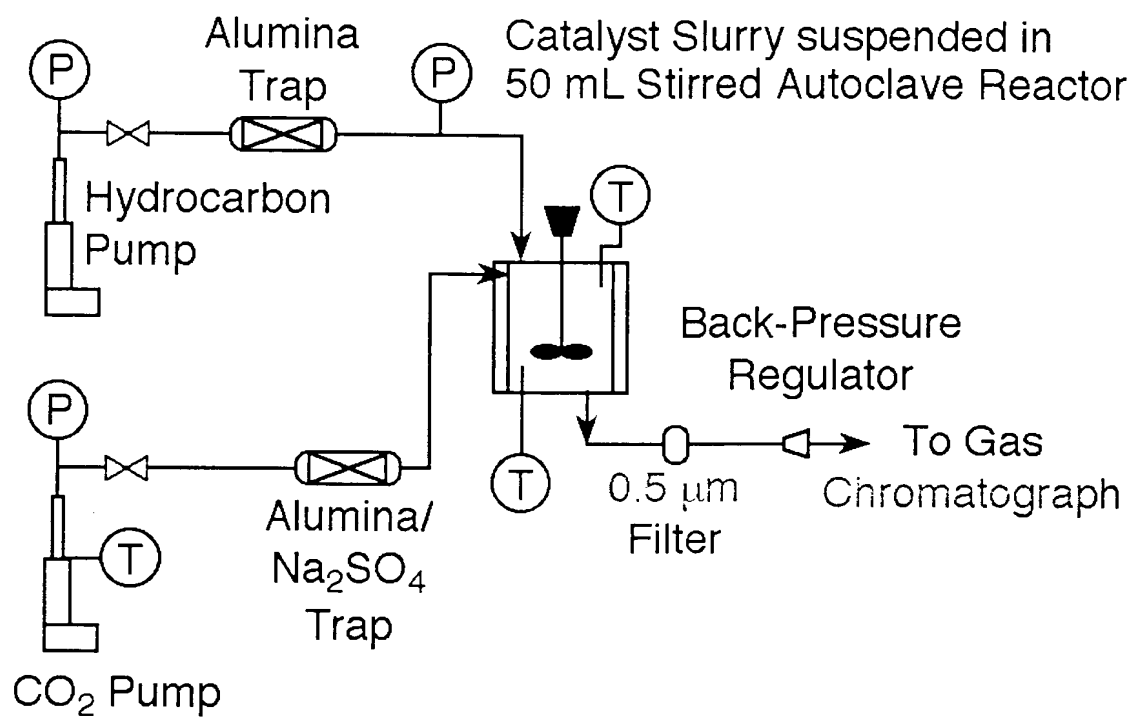 P
Alumina
Trap
P
Catalyst Slurry suspended in
50 mL Stirred Autoclave Reactor
Hydrocarbon
Pump
T
Back-Pressure
Regulator
P
To Gas
Chromatograph
T
0.5 μm
Filter
Alumina/
Na₂SO₄
Trap
T
CO₂ Pump